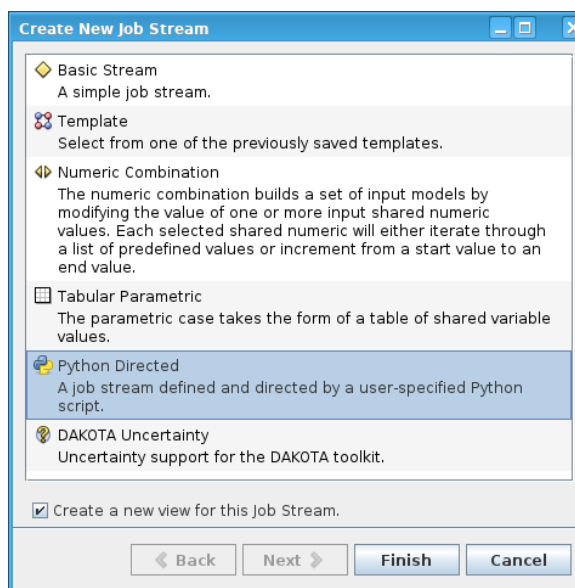 Create New Job Stream
Basic Stream
A simple job stream.
Template
Select from one of the previously saved templates.
Numeric Combination
The numeric combination builds a set of input models by
modifying the value of one or more input shared numeric
values. Each selected shared numeric will either iterate through
a list of predefined values or increment from a start value to an
end value.
Tabular Parametric
The parametric case takes the form of a table of shared variable
values.
Python Directed
A job stream defined and directed by a user-specified Python
script.
DAKOTA Uncertainty
Uncertainty support for the DAKOTA toolkit.
Create a new view for this Job Stream.
Back Next Finish Cancel